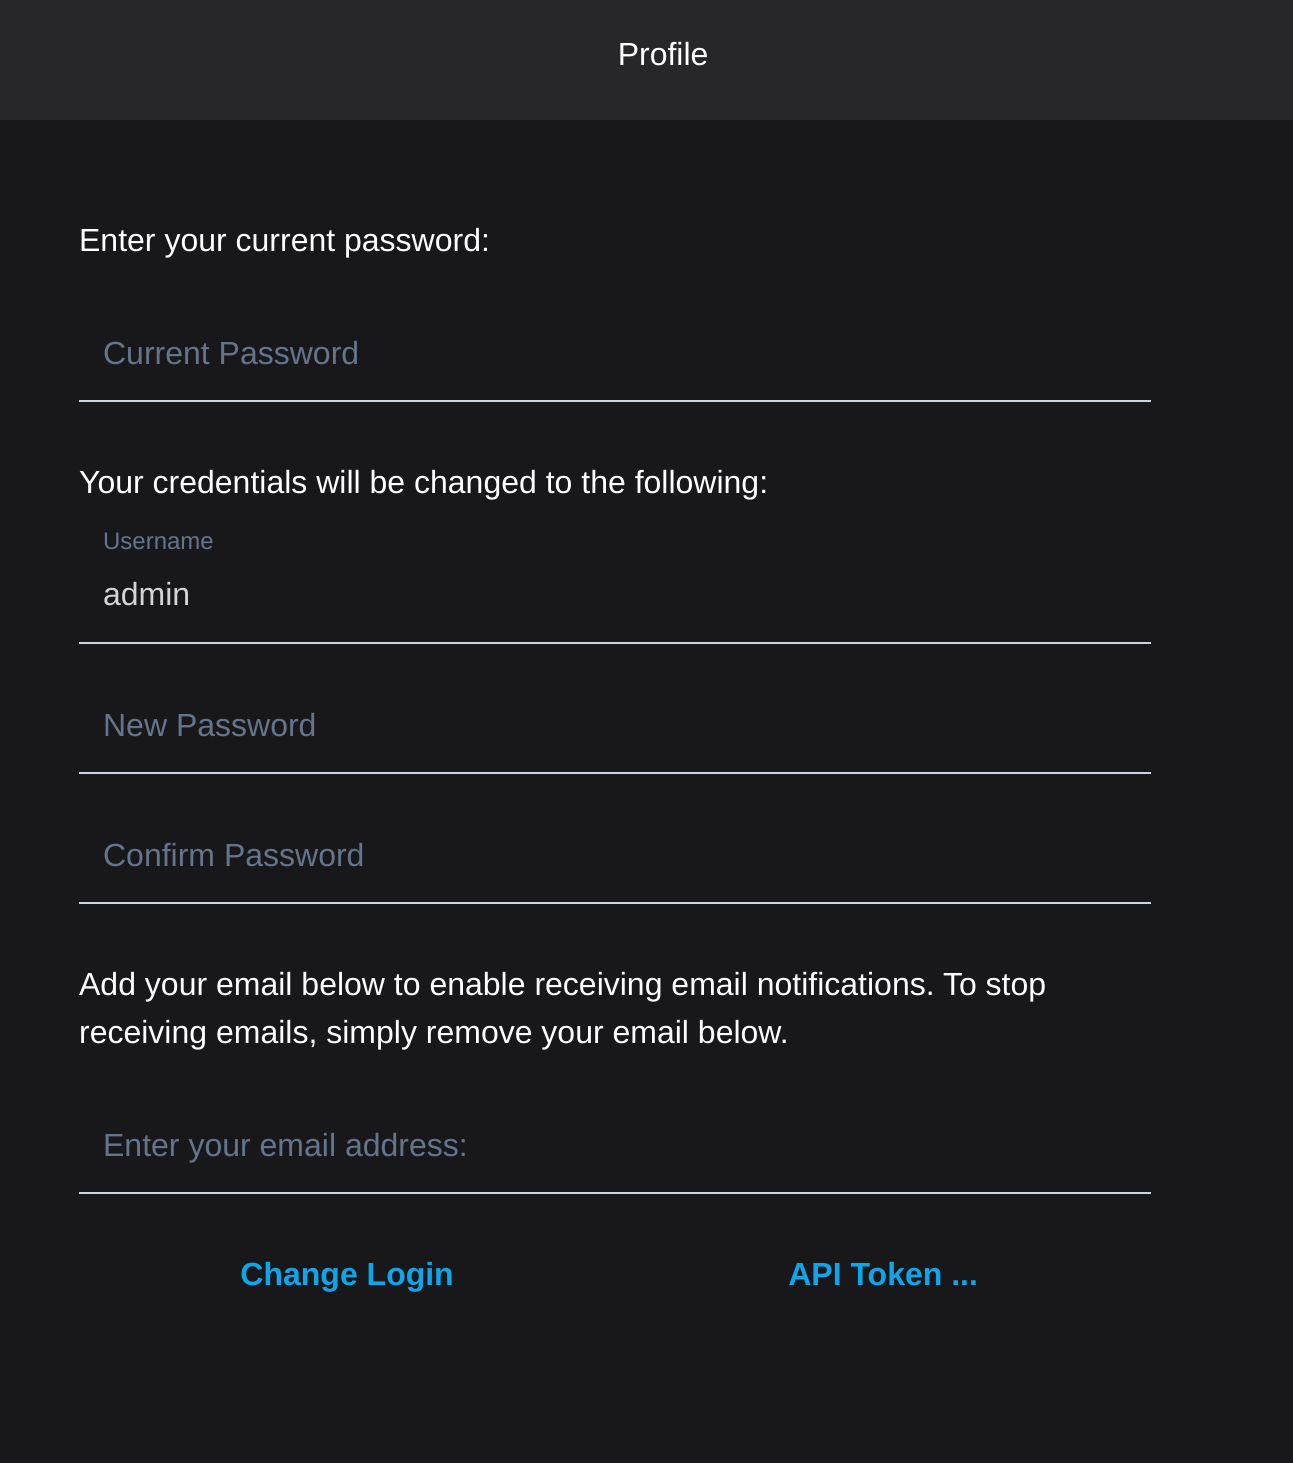 Profile
Enter your current password:
Current Password
Your credentials will be changed to the following:
Username
admin
New Password
Confirm Password
Add your email below to enable receiving email notifications. To stop
receiving emails, simply remove your email below.
Enter your email address:
Change Login
API Token ...